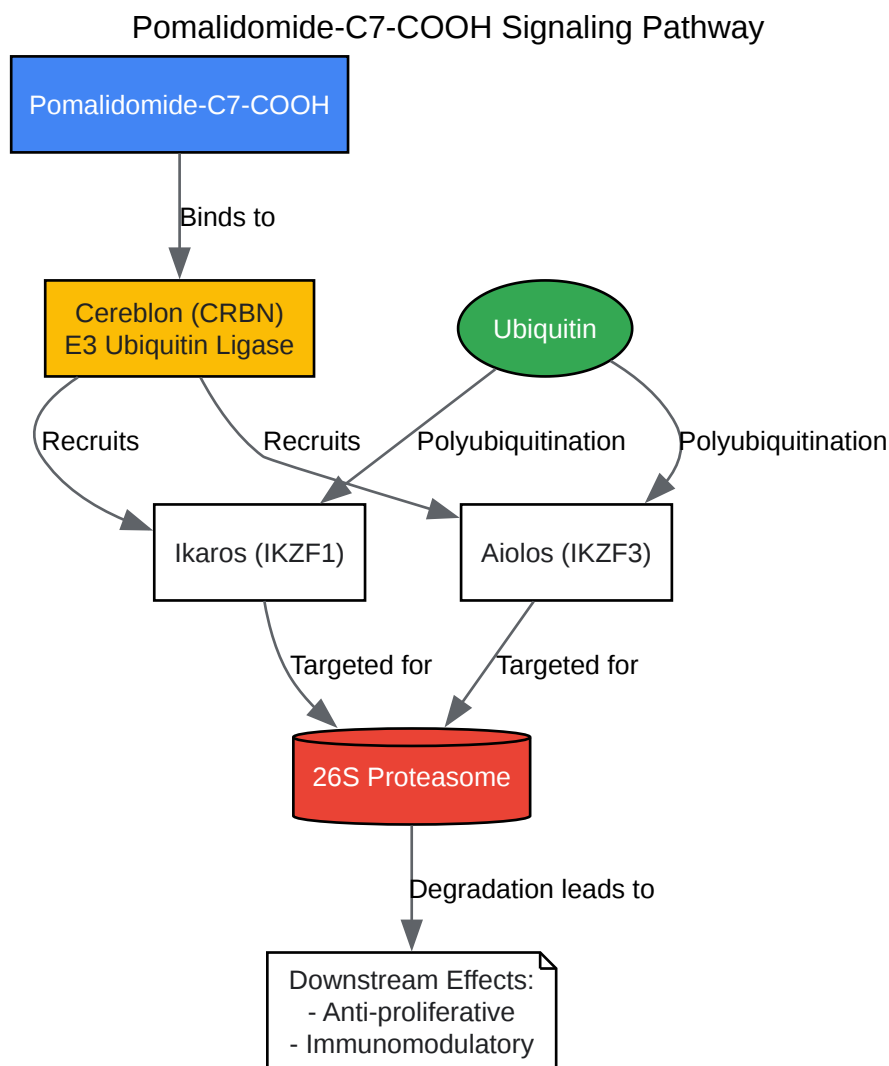 Pomalidomide-C7-COOH Signaling Pathway
Pomalidomide-C7-COOH
Binds to
Cereblon (CRBN)
E3 Ubiquitin Ligase
Ubiquitin
Recruits
Recruits
Polyubiquitination
Polyubiquitination
Ikaros (IKZF1)
Aiolos (IKZF3)
Targeted for
Targeted for
26S Proteasome
Degradation leads to
Downstream Effects:
- Anti-proliferative
- Immunomodulatory